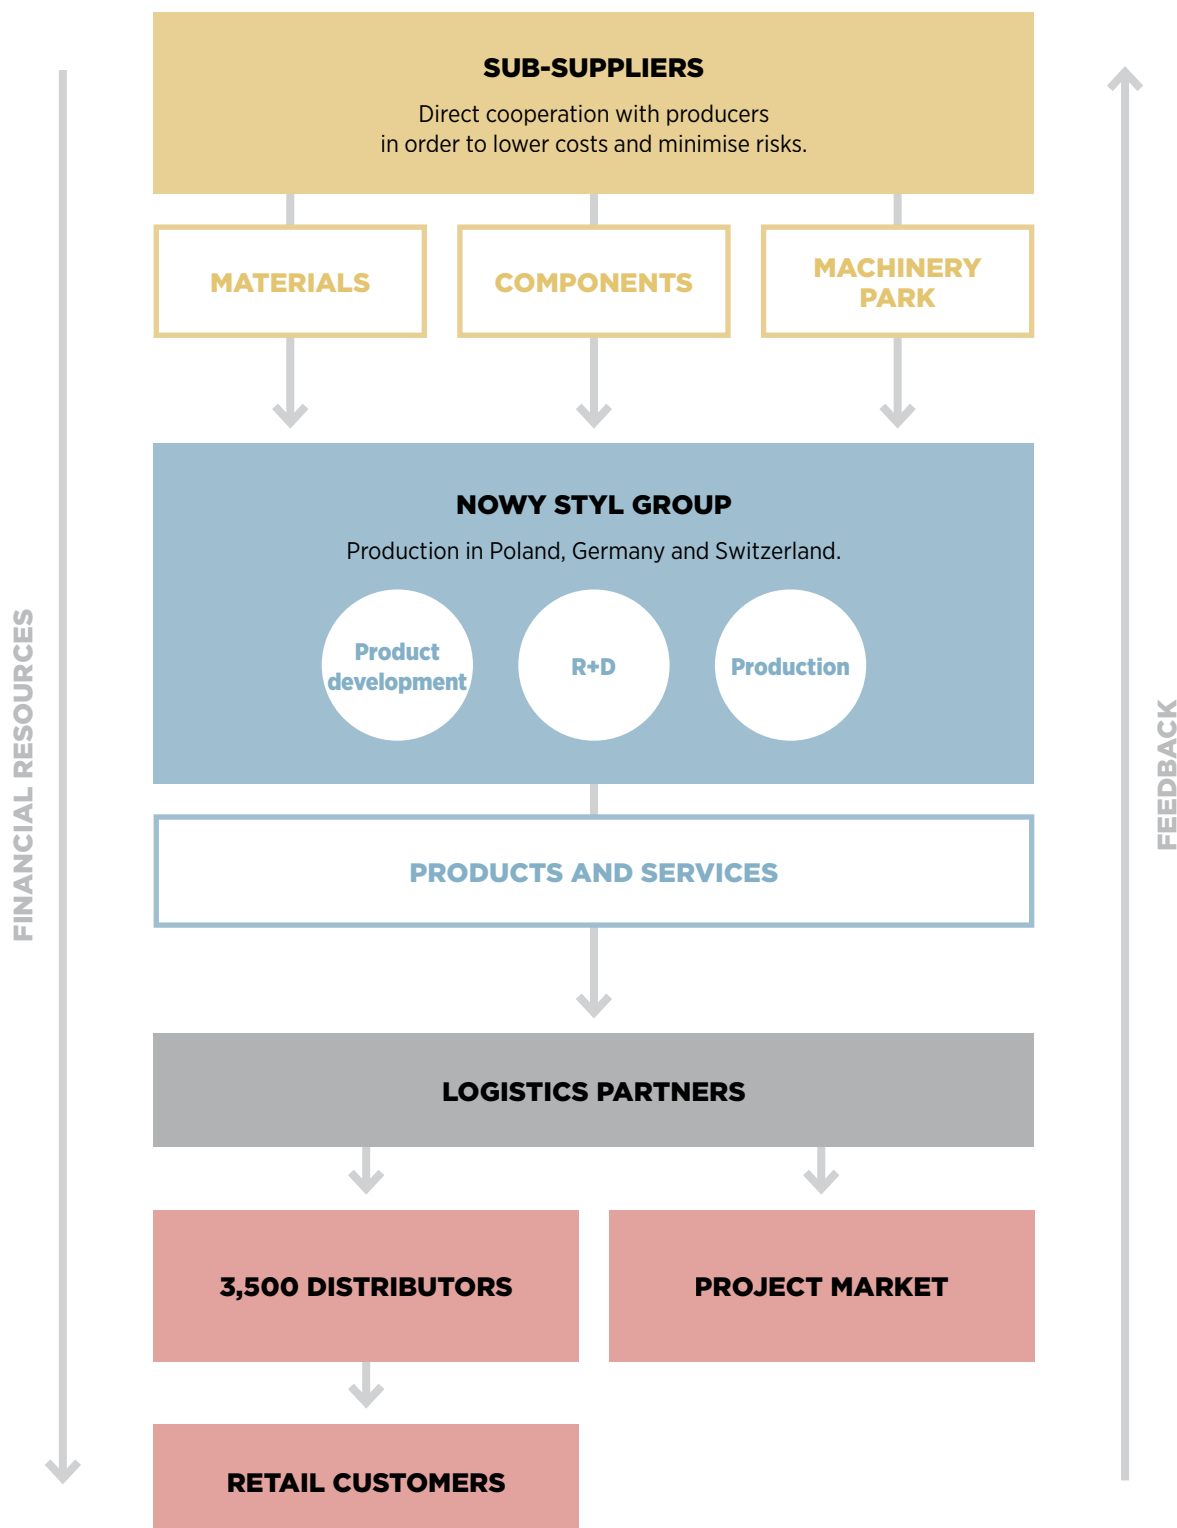 SUB-SUPPLIERS
Direct cooperation with producers
in order to lower costs and minimise risks.
MATERIALS
COMPONENTS
MACHINERY
PARK
NOWY STYL GROUP
Production in Poland, Germany and Switzerland.
Product
development
R+D
Production
FINANCIAL RESOURCES
FEEDBACK
PRODUCTS AND SERVICES
LOGISTICS PARTNERS
3,500 DISTRIBUTORS
PROJECT MARKET
RETAIL CUSTOMERS